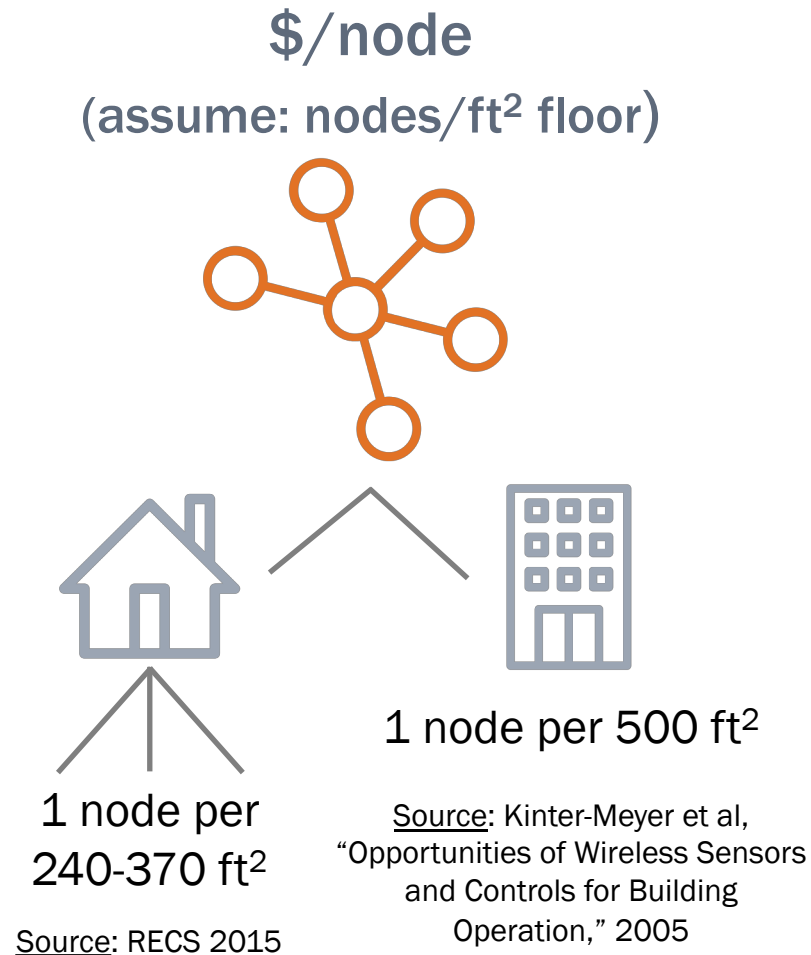 $/node
(assume: nodes/ft² floor)
1 node per
240-370 ft²
Source: RECS 2015
1 node per 500 ft²
Source: Kinter-Meyer et al,
“Opportunities of Wireless Sensors
and Controls for Building
Operation,” 2005